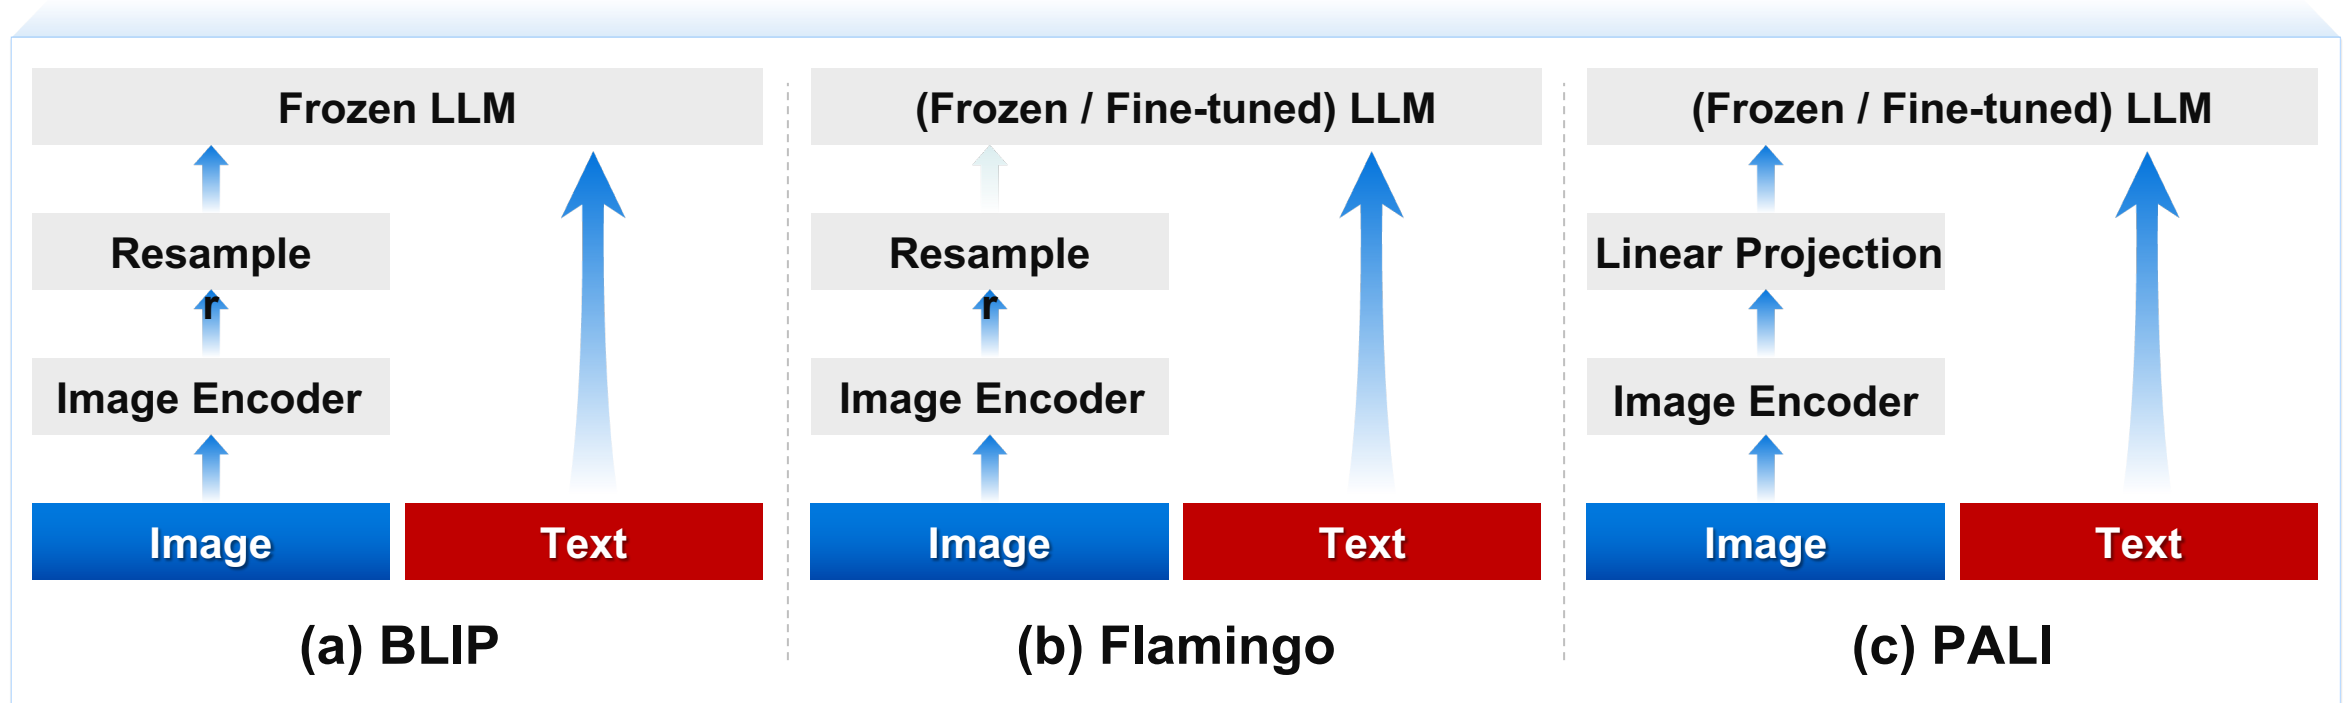 Frozen LLM
Resample
r
Image Encoder
Image
Text
(a) BLIP
(Frozen / Fine-tuned) LLM
Resample
r
Image Encoder
Image
Text
(b) Flamingo
(Frozen / Fine-tuned) LLM
Linear Projection
Image Encoder
Image
Text
(c) PALI